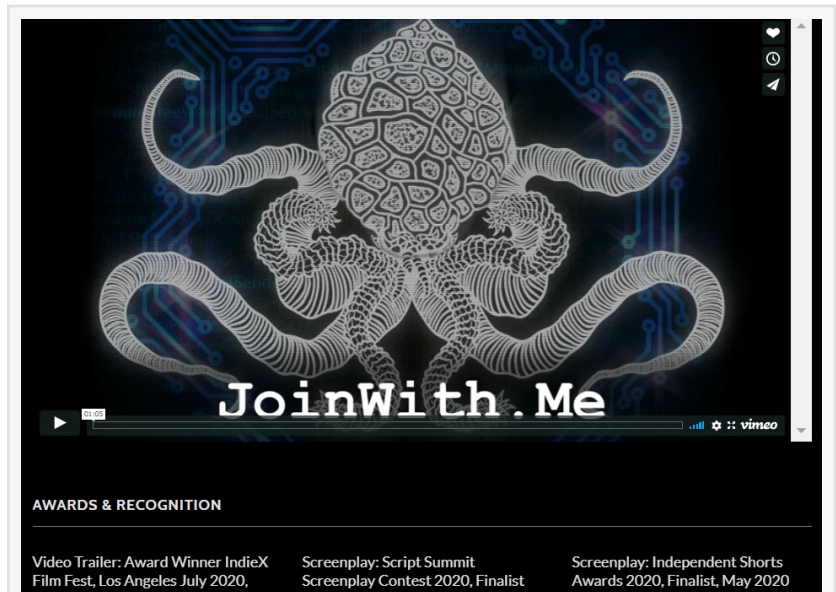 JoinWith.Me
01:05
vimeo
AWARDS & RECOGNITION
Video Trailer: Award Winner IndieX
Film Fest, Los Angeles July 2020,
Screenplay: Script Summit
Screenplay Contest 2020, Finalist
Screenplay: Independent Shorts
Awards 2020, Finalist, May 2020